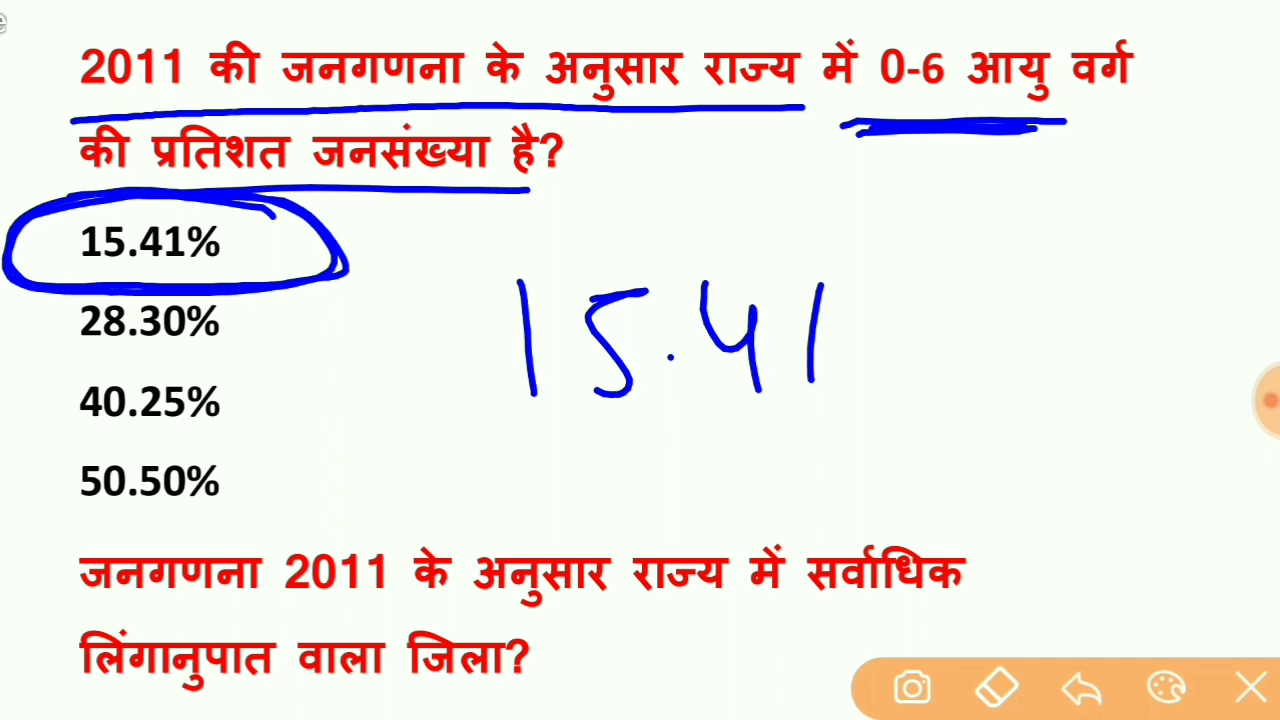 e
2011 की जनगणना के अनुसार राज्य में 0-6 आयु वर्ग
की प्रतिशत जनसंख्या है?
15.41%
28.30%
15.41
40.25%
50.50%
जनगणना 2011 के अनुसार राज्य में सर्वाधिक
लिंगानुपात वाला जिला?